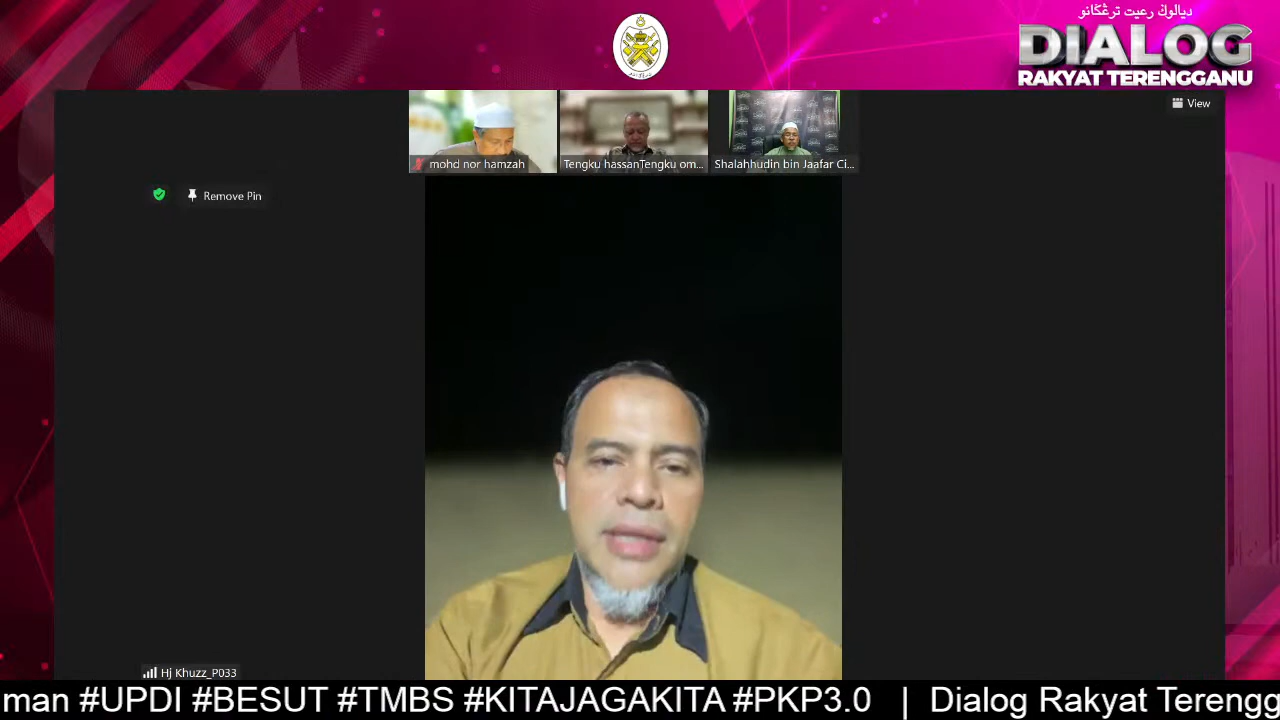 ديالوݢ رعيت ترڠݢانو
DIALOG
RAKYAT TERENGGANU
View
mohd nor hamzah
Tengku hassanTengku om...
Shalahhudin bin Jaafar Ci...
Remove Pin
Hj Khuzz_P033
man #UPDI #BESUT #TMBS #KITAJAGAKITA #PKP3.0 | Dialog Rakyat Terengg